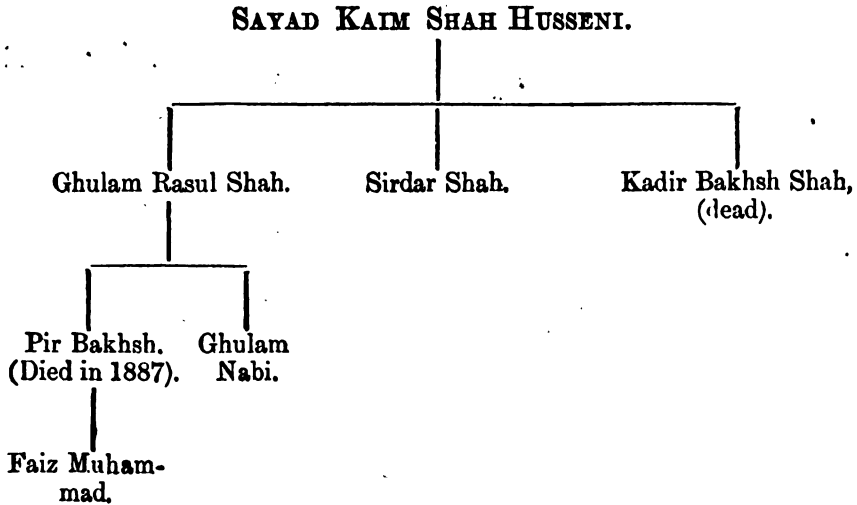 SAYAD KAIM SHAH HUSSENI.
Ghulam Rasul Shah.
Sirdar Shah.
Kadir Bakhsh Shah,
(dead).
Pir Bakhsh.
(Died in 1887).
Ghulam
Nabi.
Faiz Muham-
mad.